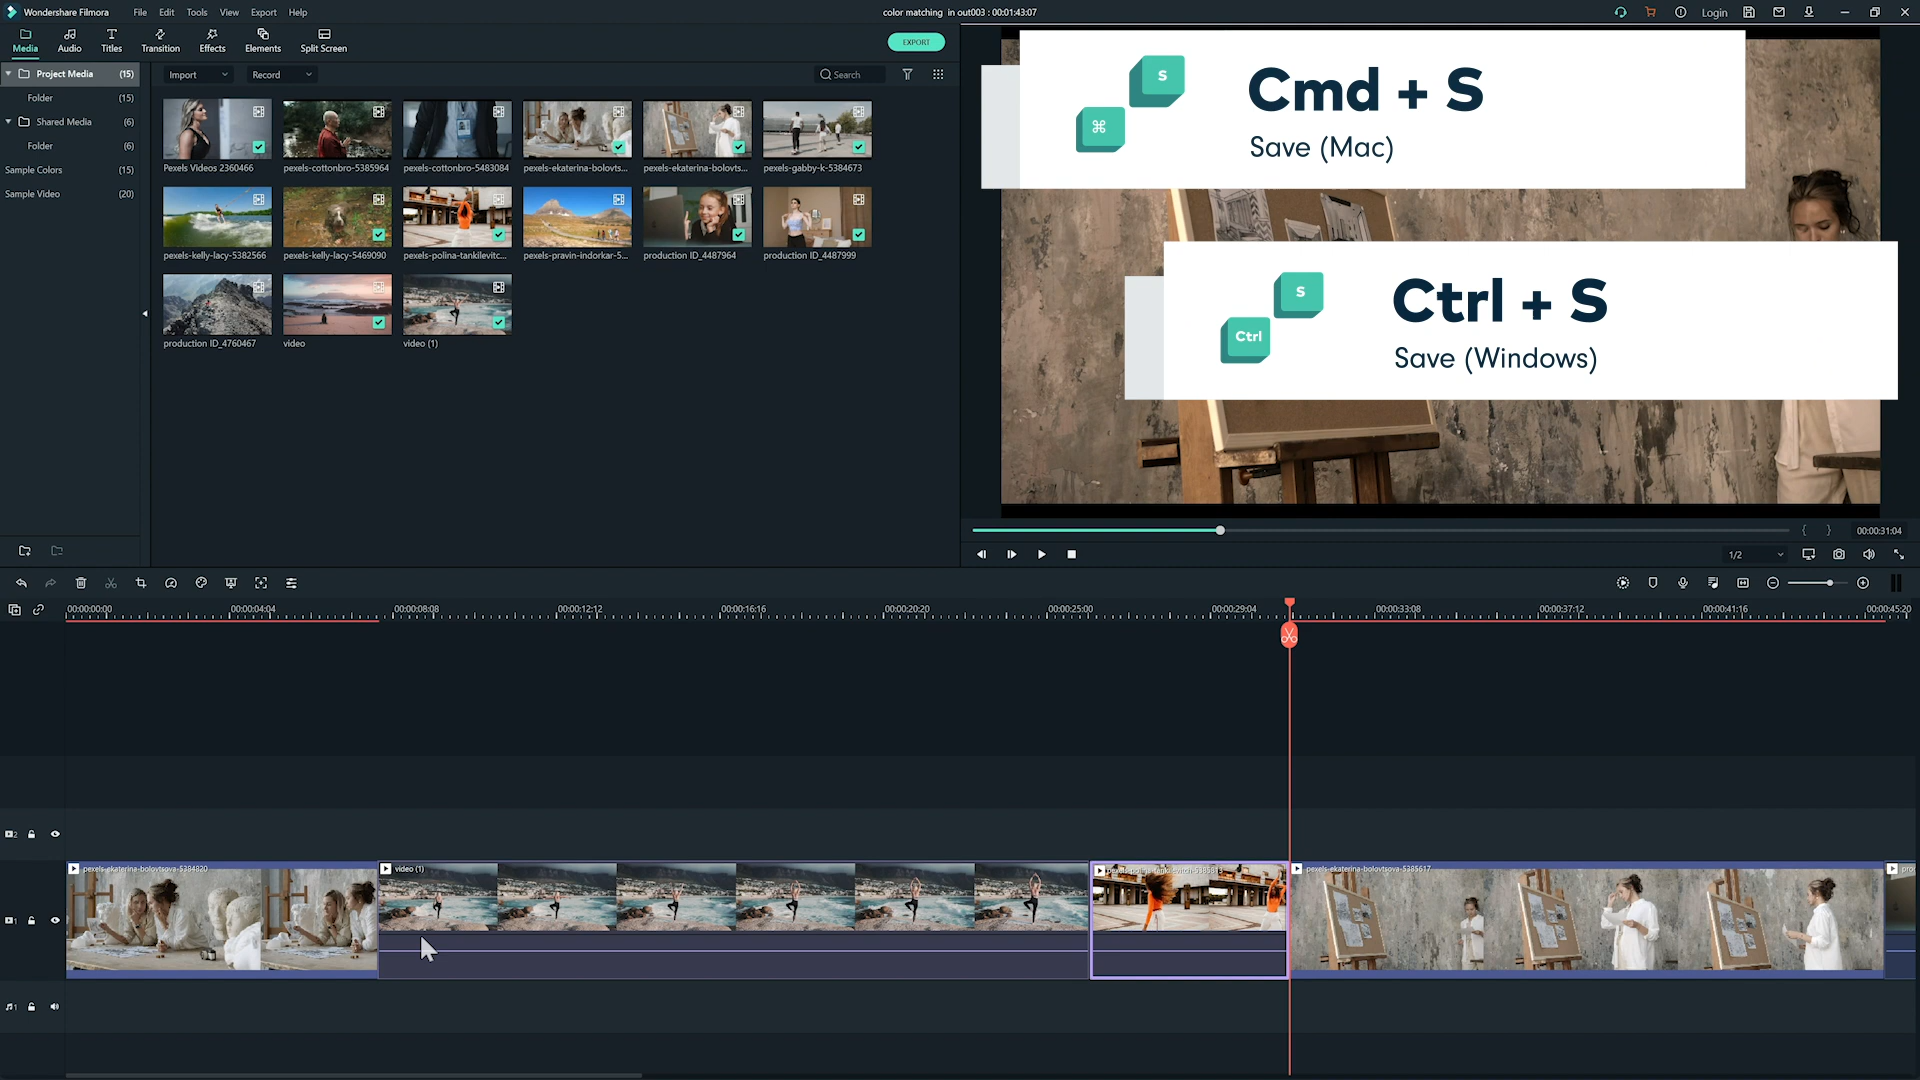 Wondershare Filmora
File Edit Tools View Export Help
color matching in out003 : 00:01:43:07
Login
Media Audio Titles Transition Effects Elements Split Screen
EXPORT
Project Media (15)
Folder (15)
Shared Media (6)
Folder (6)
Sample Colors (15)
Sample Video (20)
Import Record Search
Pexels Videos 2360466 pexels-cottonbro-5385964 pexels-cottonbro-5483084 pexels-ekaterina-bolovts... pexels-ekaterina-bolovts... pexels-gabby-k-5384673
pexels-kelly-lacy-5382566 pexels-kelly-lacy-5469090 pexels-polina-tankilevitc... pexels-pravin-indorkar-5... production ID_4487964 production ID_4487999
production ID_4760467 video video (1)
S
⌘
Cmd + S
Save (Mac)
S
Ctrl
Ctrl + S
Save (Windows)
{ } 00:00:31:04
1/2
00:00:00:00 00:00:04:04 00:00:08:08 00:00:12:12 00:00:16:16 00:00:20:20 00:00:25:00 00:00:29:04 00:00:33:08 00:00:37:12 00:00:41:16 00:00:45:20
2
1
pexels-ekaterina-bolovtsova-5384820 video (1) pexels-ekaterina-bolovtsova-5385617
1